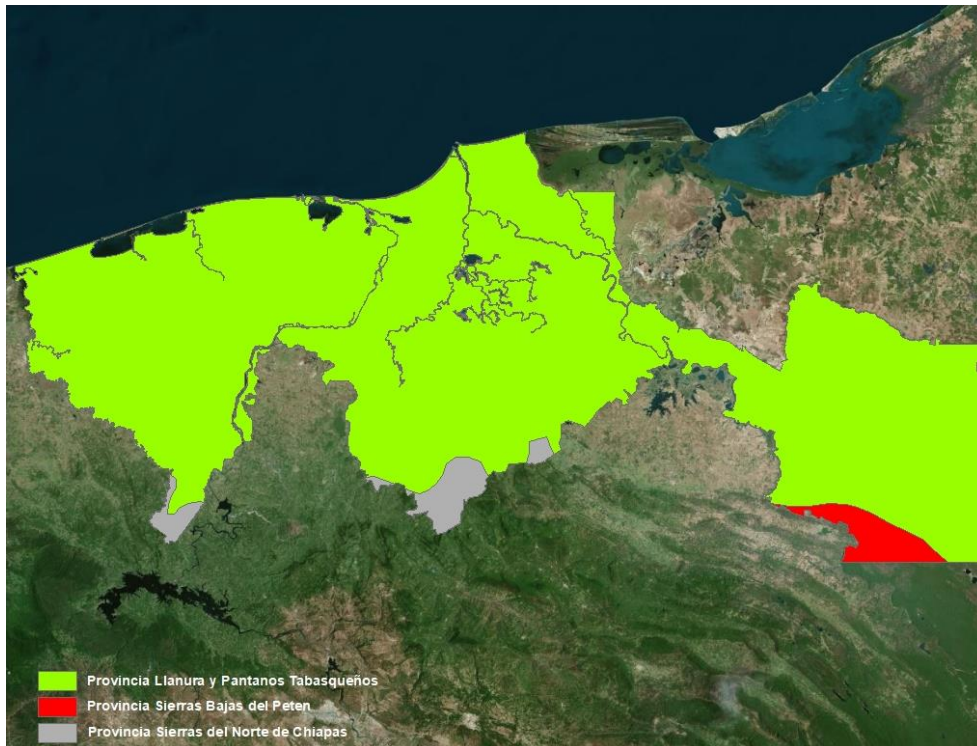 Provincia Llanura y Pantanos Tabasqueños
Provincia Sierras Bajas del Peten
Provincia Sierras del Norte de Chiapas